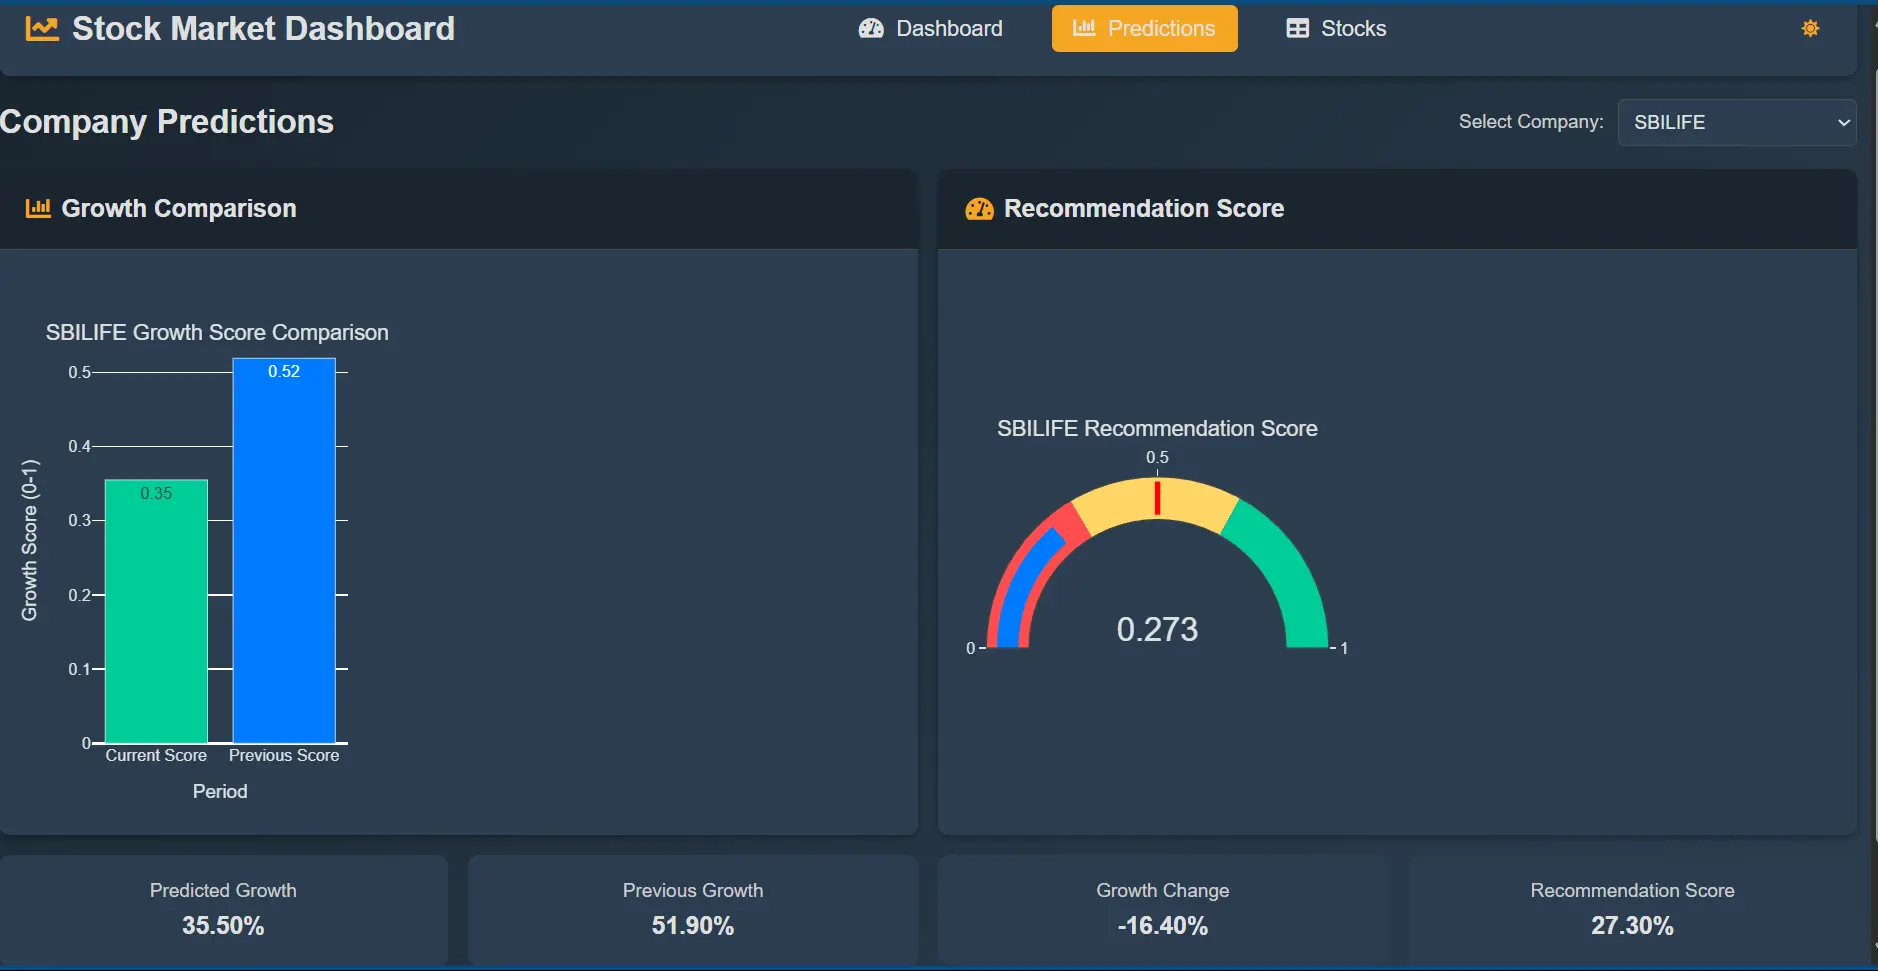 Stock Market Dashboard
Dashboard
Predictions
Stocks
Company Predictions
Select Company:
SBILIFE
Growth Comparison
SBILIFE Growth Score Comparison
0.5
0.4
0.3
0.2
0.1
0
Growth Score (0-1)
0.35
0.52
Current Score
Previous Score
Period
Recommendation Score
SBILIFE Recommendation Score
0.5
0
1
0.273
Predicted Growth
35.50%
Previous Growth
51.90%
Growth Change
-16.40%
Recommendation Score
27.30%